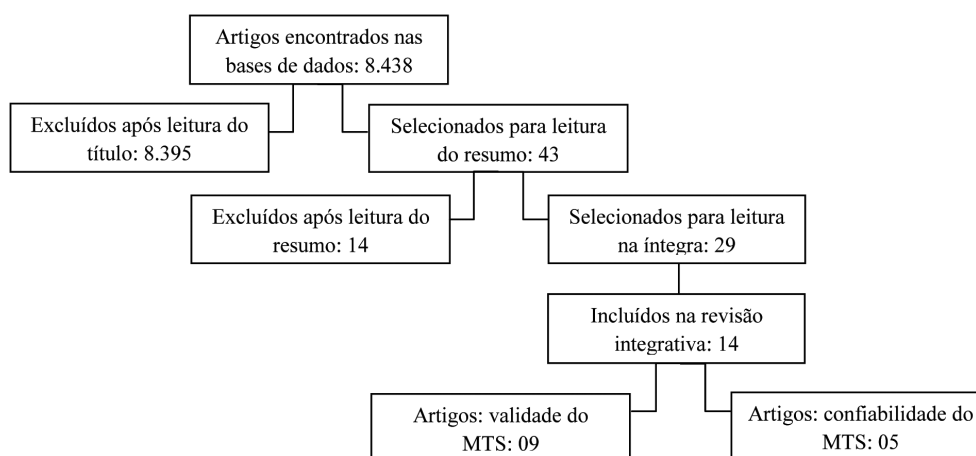 Artigos encontrados nas
bases de dados: 8.438
Excluídos após leitura do
título: 8.395
Selecionados para leitura
do resumo: 43
Excluídos após leitura do
resumo: 14
Selecionados para leitura
na íntegra: 29
Incluídos na revisão
integrativa: 14
Artigos: validade do
MTS: 09
Artigos: confiabilidade do
MTS: 05